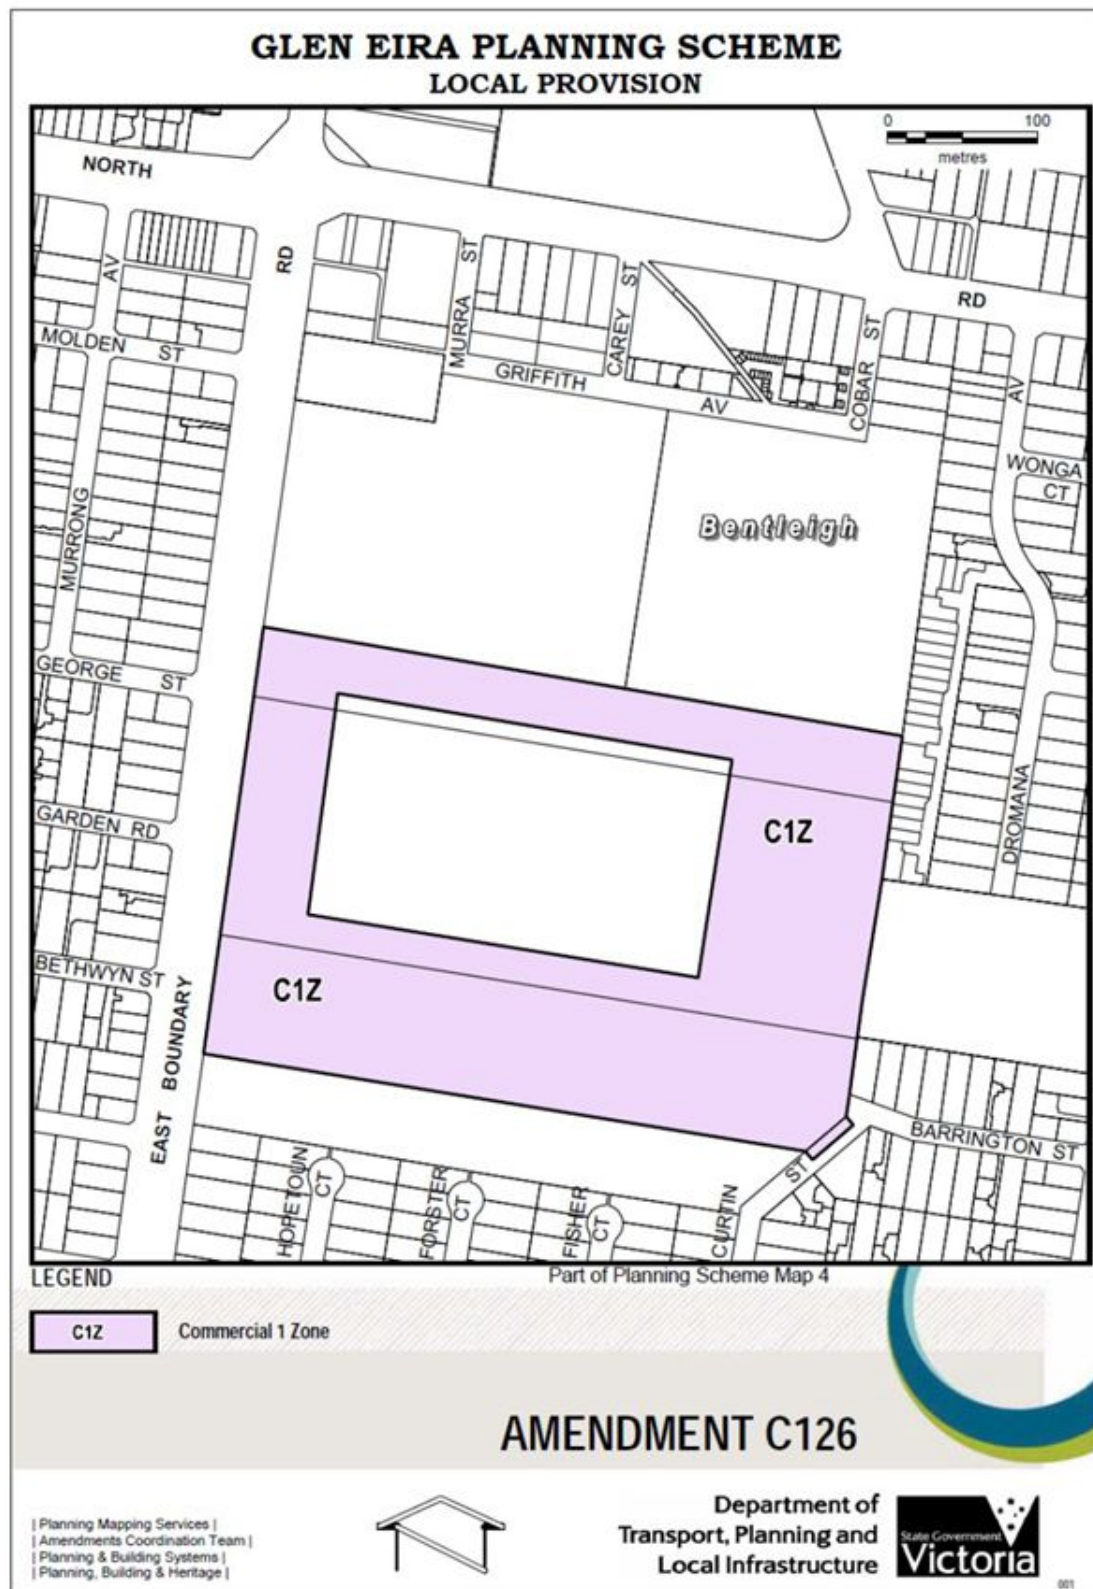 GLEN EIRA PLANNING SCHEME
LOCAL PROVISION
0 100
metres
NORTH
RD
RD
AV
MOLDEN ST
MURRA ST
CAREY ST
GRIFFITH AV
COBAR ST
AV
WONGA
CT
MURRONG
Bentleigh
GEORGE ST
DROMANA
GARDEN RD
C1Z
BETHWYN ST
C1Z
EAST BOUNDARY
BARRINGTON ST
HOPETOUN
CT
FORSTER
CT
FISHER
CT
CURTIN ST
LEGEND
Part of Planning Scheme Map 4
C1Z Commercial 1 Zone
AMENDMENT C126
| Planning Mapping Services |
| Amendments Coordination Team |
| Planning & Building Systems |
| Planning, Building & Heritage |
Department of
Transport, Planning and
Local Infrastructure
State Government
Victoria
001